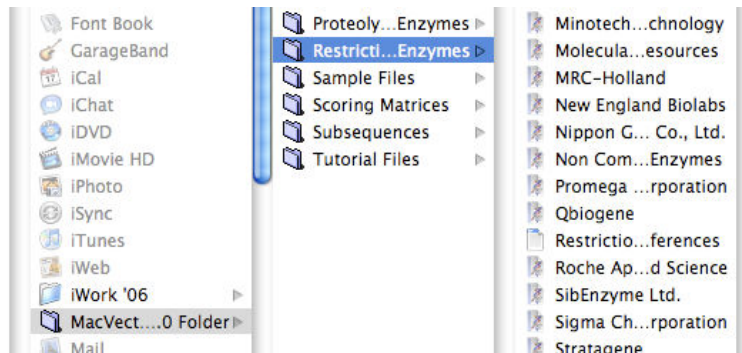 Font Book
GarageBand
iCal
iChat
iDVD
iMovie HD
iPhoto
iSync
iTunes
iWeb
iWork '06
MacVect....0 Folder
Mail
Proteoly...Enzymes
Restricti...Enzymes
Sample Files
Scoring Matrices
Subsequences
Tutorial Files
Minotech...chnology
Molecula...esources
MRC-Holland
New England Biolabs
Nippon G... Co., Ltd.
Non Com...Enzymes
Promega ...rporation
Qbiogene
Restrictio...ferences
Roche Ap...d Science
SibEnzyme Ltd.
Sigma Ch...rporation
Stratagene